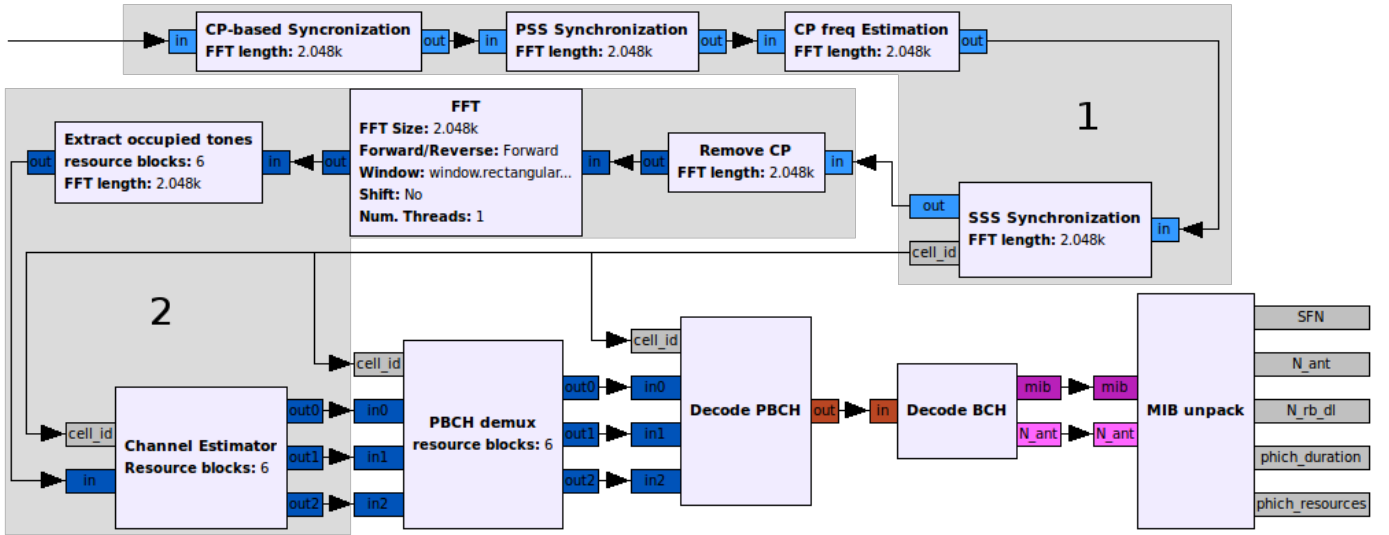 in
CP-based Syncronization
FFT length: 2.048k
out
in
PSS Synchronization
FFT length: 2.048k
out
in
CP freq Estimation
FFT length: 2.048k
out
1
out
Extract occupied tones
resource blocks: 6
FFT length: 2.048k
in
out
FFT
FFT Size: 2.048k
Forward/Reverse: Forward
Window: window.rectangular...
Shift: No
Num. Threads: 1
in
out
Remove CP
FFT length: 2.048k
in
out
cell_id
SSS Synchronization
FFT length: 2.048k
in
2
cell_id
in
Channel Estimator
Resource blocks: 6
out0
out1
out2
cell_id
in0
in1
in2
PBCH demux
resource blocks: 6
out0
out1
out2
cell_id
in0
in1
in2
Decode PBCH
out
in
Decode BCH
mib
N_ant
mib
N_ant
MIB unpack
SFN
N_ant
N_rb_dl
phich_duration
phich_resources